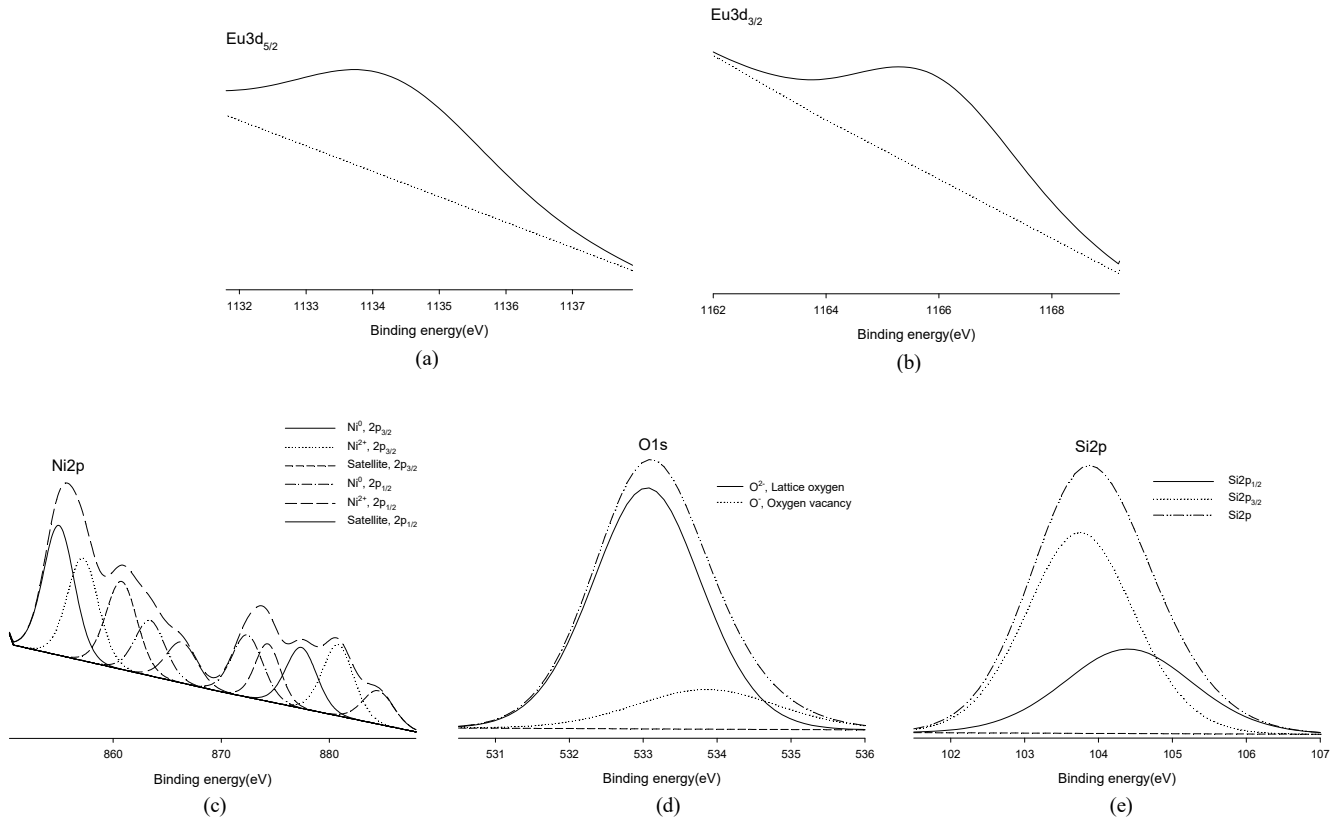 Eu3d5/2
1132 1133 1134 1135 1136 1137
Binding energy(eV)
(a)
Eu3d3/2
1162 1164 1166 1168
Binding energy(eV)
(b)
Ni2p
Ni0, 2p3/2
Ni2+, 2p3/2
Satellite, 2p3/2
Ni0, 2p1/2
Ni2+, 2p1/2
Satellite, 2p1/2
860 870 880
Binding energy(eV)
(c)
O1s
O2-, Lattice oxygen
O-, Oxygen vacancy
531 532 533 534 535 536
Binding energy(eV)
(d)
Si2p
Si2p1/2
Si2p3/2
Si2p
102 103 104 105 106 107
Binding energy(eV)
(e)